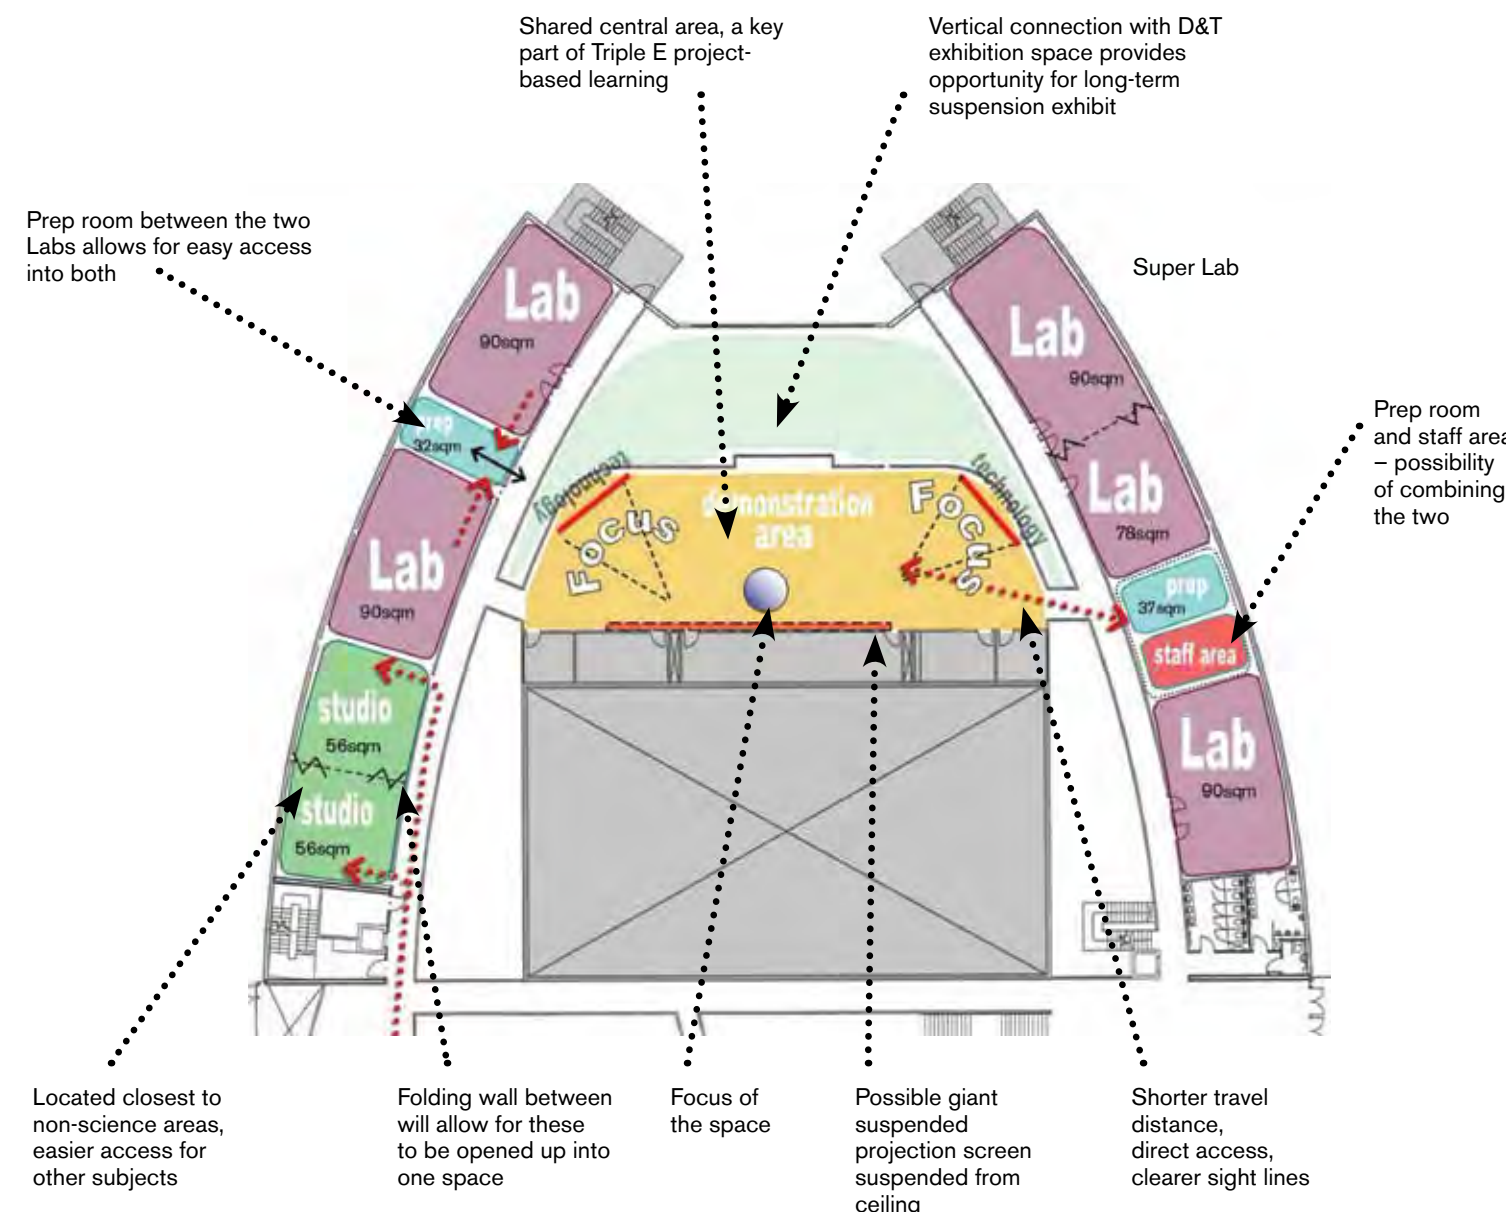 Shared central area, a key
part of Triple E project-
based learning
Vertical connection with D&T
exhibition space provides
opportunity for long-term
suspension exhibit
Prep room between the two
Labs allows for easy access
into both
Super Lab
Prep room
and staff area
– possibility
of combining
the two
Lab
90sqm
prep
32sqm
Lab
90sqm
studio
56sqm
studio
56sqm
technology
Focus
demonstration
area
Focus
technology
Lab
90sqm
Lab
78sqm
prep
37sqm
staff area
Lab
90sqm
Located closest to
non-science areas,
easier access for
other subjects
Folding wall between
will allow for these
to be opened up into
one space
Focus of
the space
Possible giant
suspended
projection screen
suspended from
ceiling
Shorter travel
distance,
direct access,
clearer sight lines